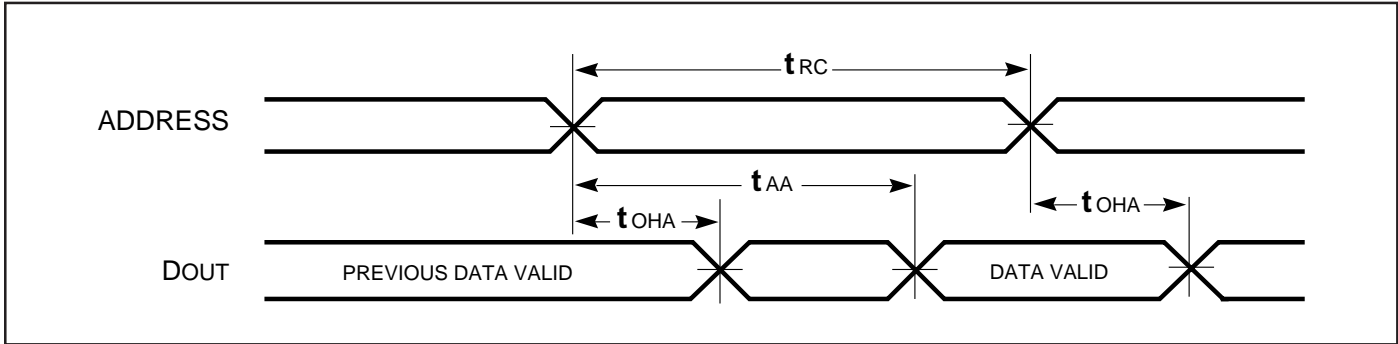 tRC
ADDRESS
tAA
tOHA
tOHA
DOUT
PREVIOUS DATA VALID
DATA VALID